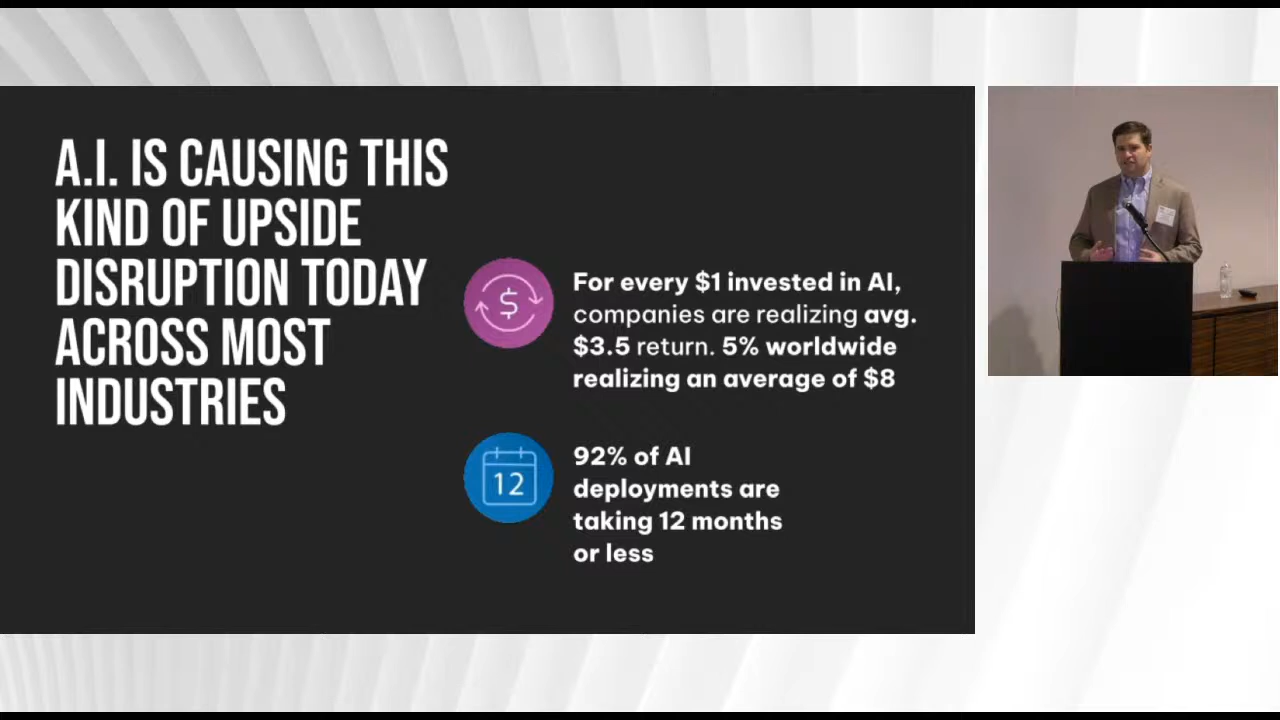 A.I. IS CAUSING THIS
KIND OF UPSIDE
DISRUPTION TODAY
ACROSS MOST
INDUSTRIES
$
For every $1 invested in AI,
companies are realizing avg.
$3.5 return. 5% worldwide
realizing an average of $8
12
92% of AI
deployments are
taking 12 months
or less